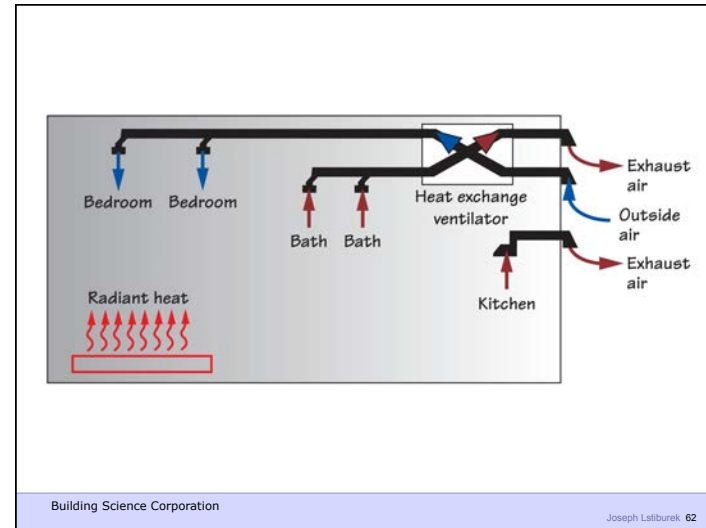 Exhaust
air
Bedroom Bedroom
Heat exchange
ventilator
Outside
air
Bath Bath
Exhaust
air
Kitchen
Radiant heat
Building Science Corporation
Joseph Lstiburek 62